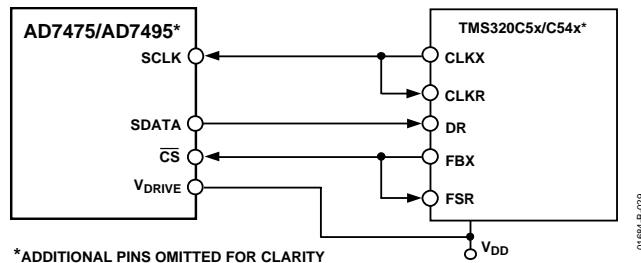 AD7475/AD7495*
SCLK
SDATA
CS
VDRIVE
TMS320C5x/C54x*
CLKX
CLKR
DR
FBX
FSR
VDD
*ADDITIONAL PINS OMITTED FOR CLARITY
01684-B-029